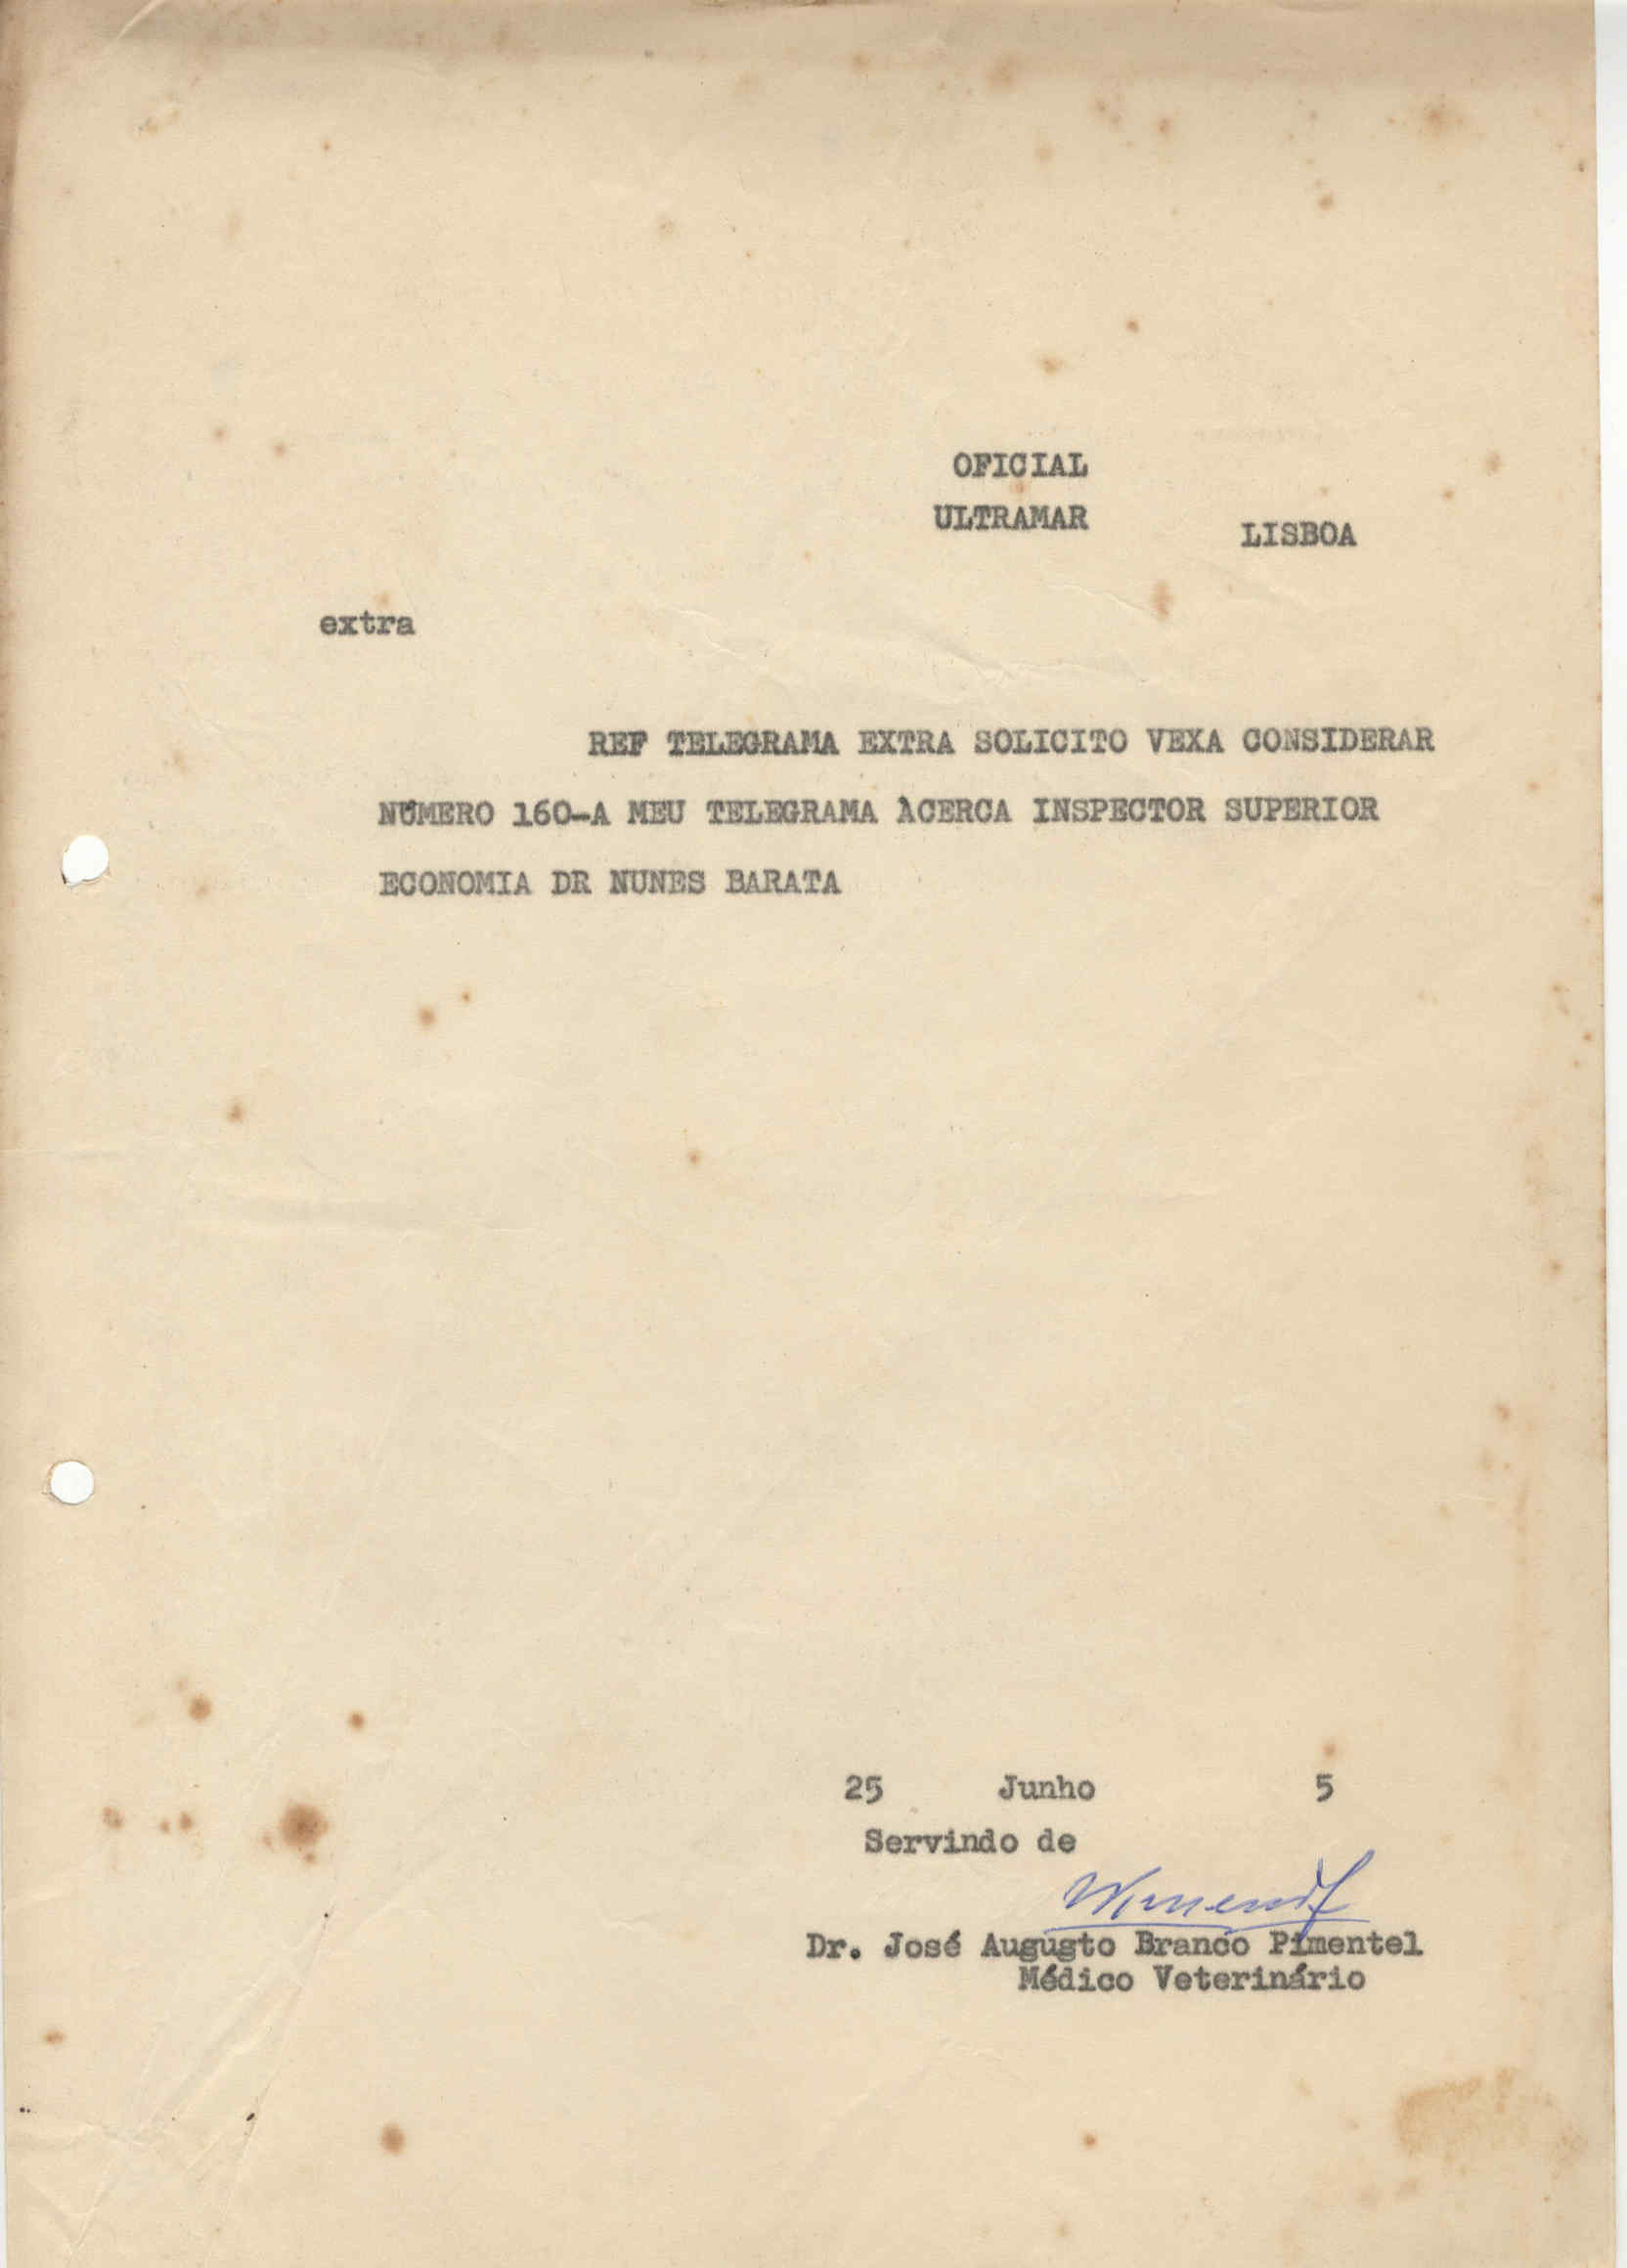 OFICIAL
ULTRAMAR LISBOA
extra
REF TELEGRAMA EXTRA SOLICITO VEXA CONSIDERAR
NÚMERO 160-A MEU TELEGRAMA ÀCERCA INSPECTOR SUPERIOR
ECONOMIA DR NUNES BARATA
25 Junho 5
Servindo de
Dr. José Augusto Branco Pimentel
Médico Veterinário